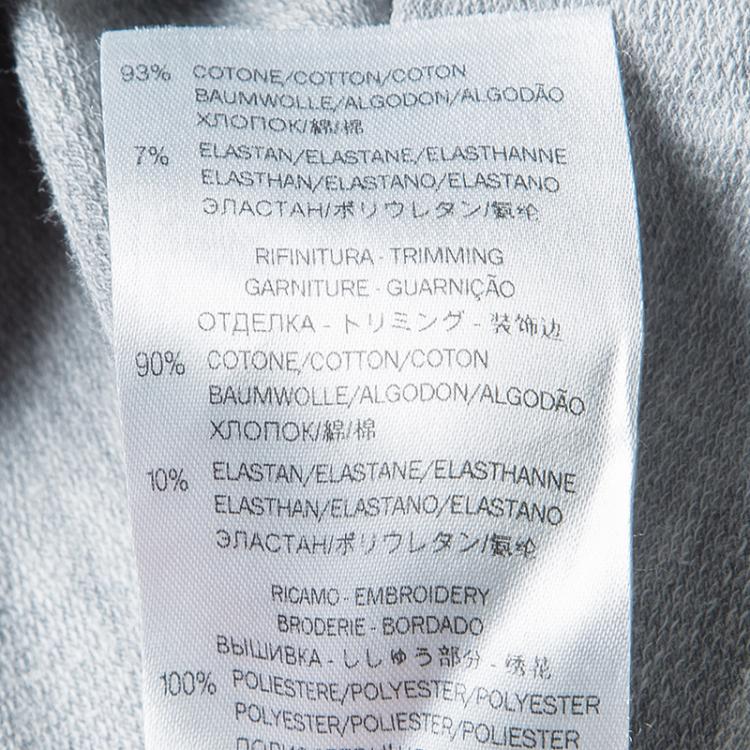 93% COTONE/COTTON/COTON
BAUMWOLLE/ALGODON/ALGODÃO
ХЛОПОК/綿/棉
7% ELASTAN/ELASTANE/ELASTHANNE
ELASTHAN/ELASTANO/ELASTANO
ЭЛАСТАН/ポリウレタン/氨纶
RIFINITURA - TRIMMING
GARNITURE - GUARNIÇÃO
ОТДЕЛКА - トリミング - 装饰边
90% COTONE/COTTON/COTON
BAUMWOLLE/ALGODON/ALGODÃO
ХЛОПОК/綿/棉
10% ELASTAN/ELASTANE/ELASTHANNE
ELASTHAN/ELASTANO/ELASTANO
ЭЛАСТАН/ポリウレタン/氨纶
RICAMO - EMBROIDERY
BRODERIE - BORDADO
ВЫШИВКА - ししゅう部分 - 绣花
100% POLIESTERE/POLYESTER/POLYESTER
POLYESTER/POLIESTER/POLIESTER